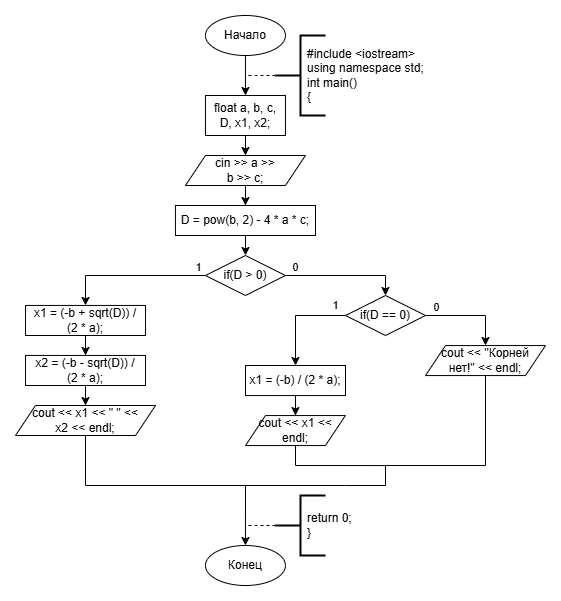 Начало
#include <iostream>
using namespace std;
int main()
{
float a, b, c,
D, x1, x2;
cin >> a >>
b >> c;
D = pow(b, 2) - 4 * a * c;
1
if(D > 0)
0
x1 = (-b + sqrt(D)) /
(2 * a);
x2 = (-b - sqrt(D)) /
(2 * a);
cout << x1 << " " <<
x2 << endl;
1
if(D == 0)
0
x1 = (-b) / (2 * a);
cout << x1 <<
endl;
cout << "Корней
нет!" << endl;
return 0;
}
Конец